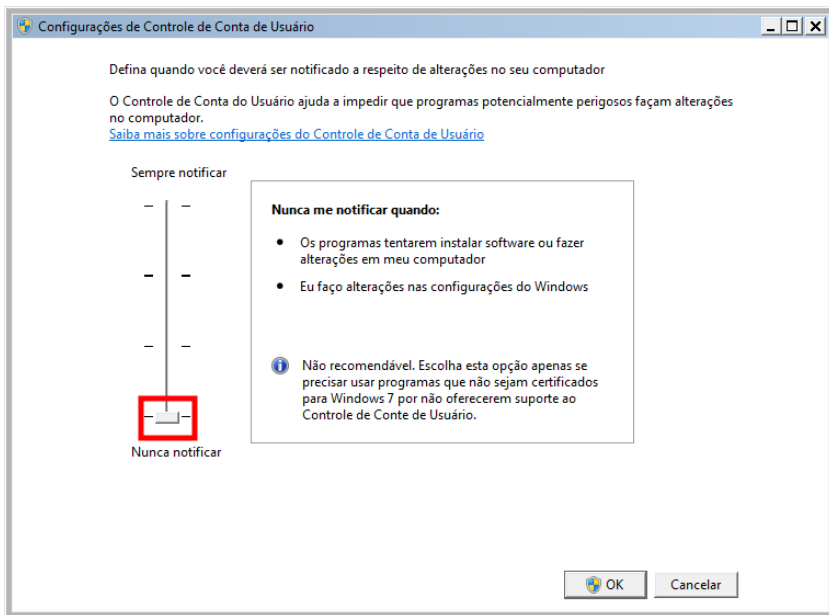 Configurações de Controle de Conta de Usuário
Defina quando você deverá ser notificado a respeito de alterações no seu computador
O Controle de Conta do Usuário ajuda a impedir que programas potencialmente perigosos façam alterações
no computador.
Saiba mais sobre configurações do Controle de Conta de Usuário
Sempre notificar
Nunca me notificar quando:
Os programas tentarem instalar software ou fazer
alterações em meu computador
Eu faço alterações nas configurações do Windows
Não recomendável. Escolha esta opção apenas se
precisar usar programas que não sejam certificados
para Windows 7 por não oferecerem suporte ao
Controle de Conte de Usuário.
Nunca notificar
OK
Cancelar